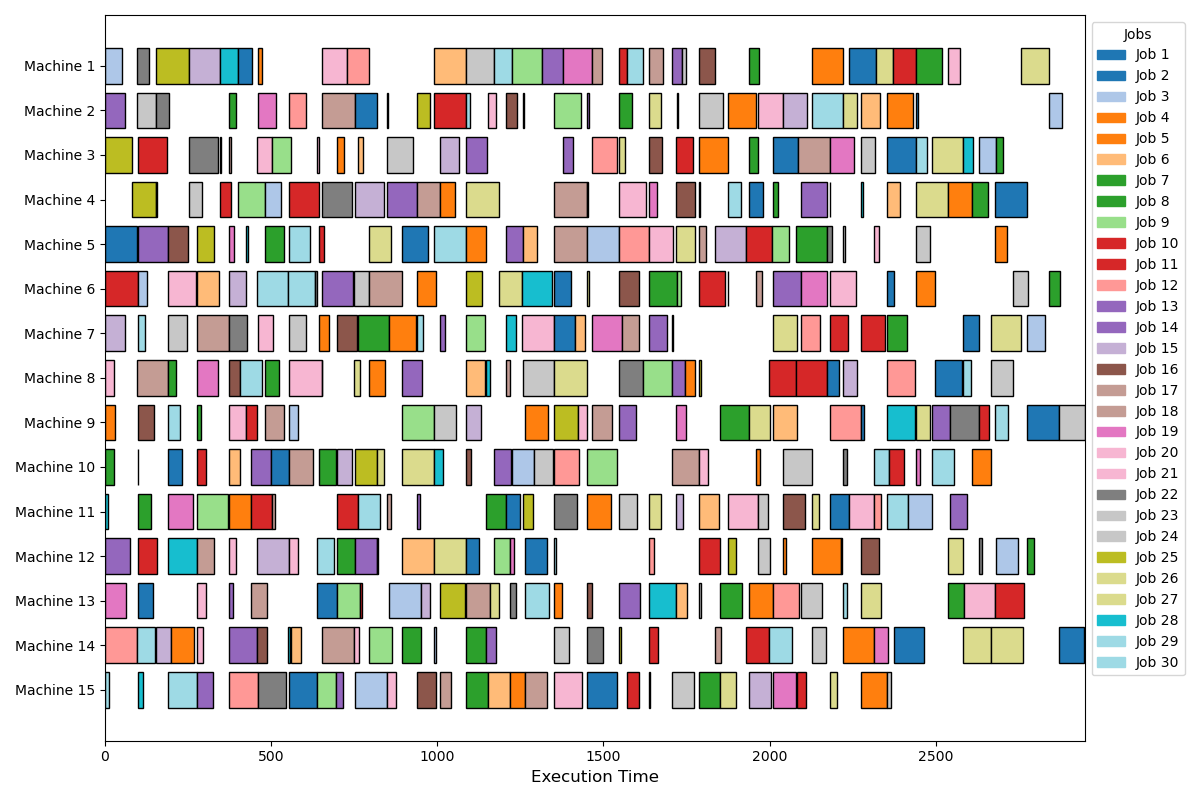 Machine 1
Machine 2
Machine 3
Machine 4
Machine 5
Machine 6
Machine 7
Machine 8
Machine 9
Machine 10
Machine 11
Machine 12
Machine 13
Machine 14
Machine 15
0 500 1000 1500 2000 2500
Execution Time
Jobs
Job 1
Job 2
Job 3
Job 4
Job 5
Job 6
Job 7
Job 8
Job 9
Job 10
Job 11
Job 12
Job 13
Job 14
Job 15
Job 16
Job 17
Job 18
Job 19
Job 20
Job 21
Job 22
Job 23
Job 24
Job 25
Job 26
Job 27
Job 28
Job 29
Job 30